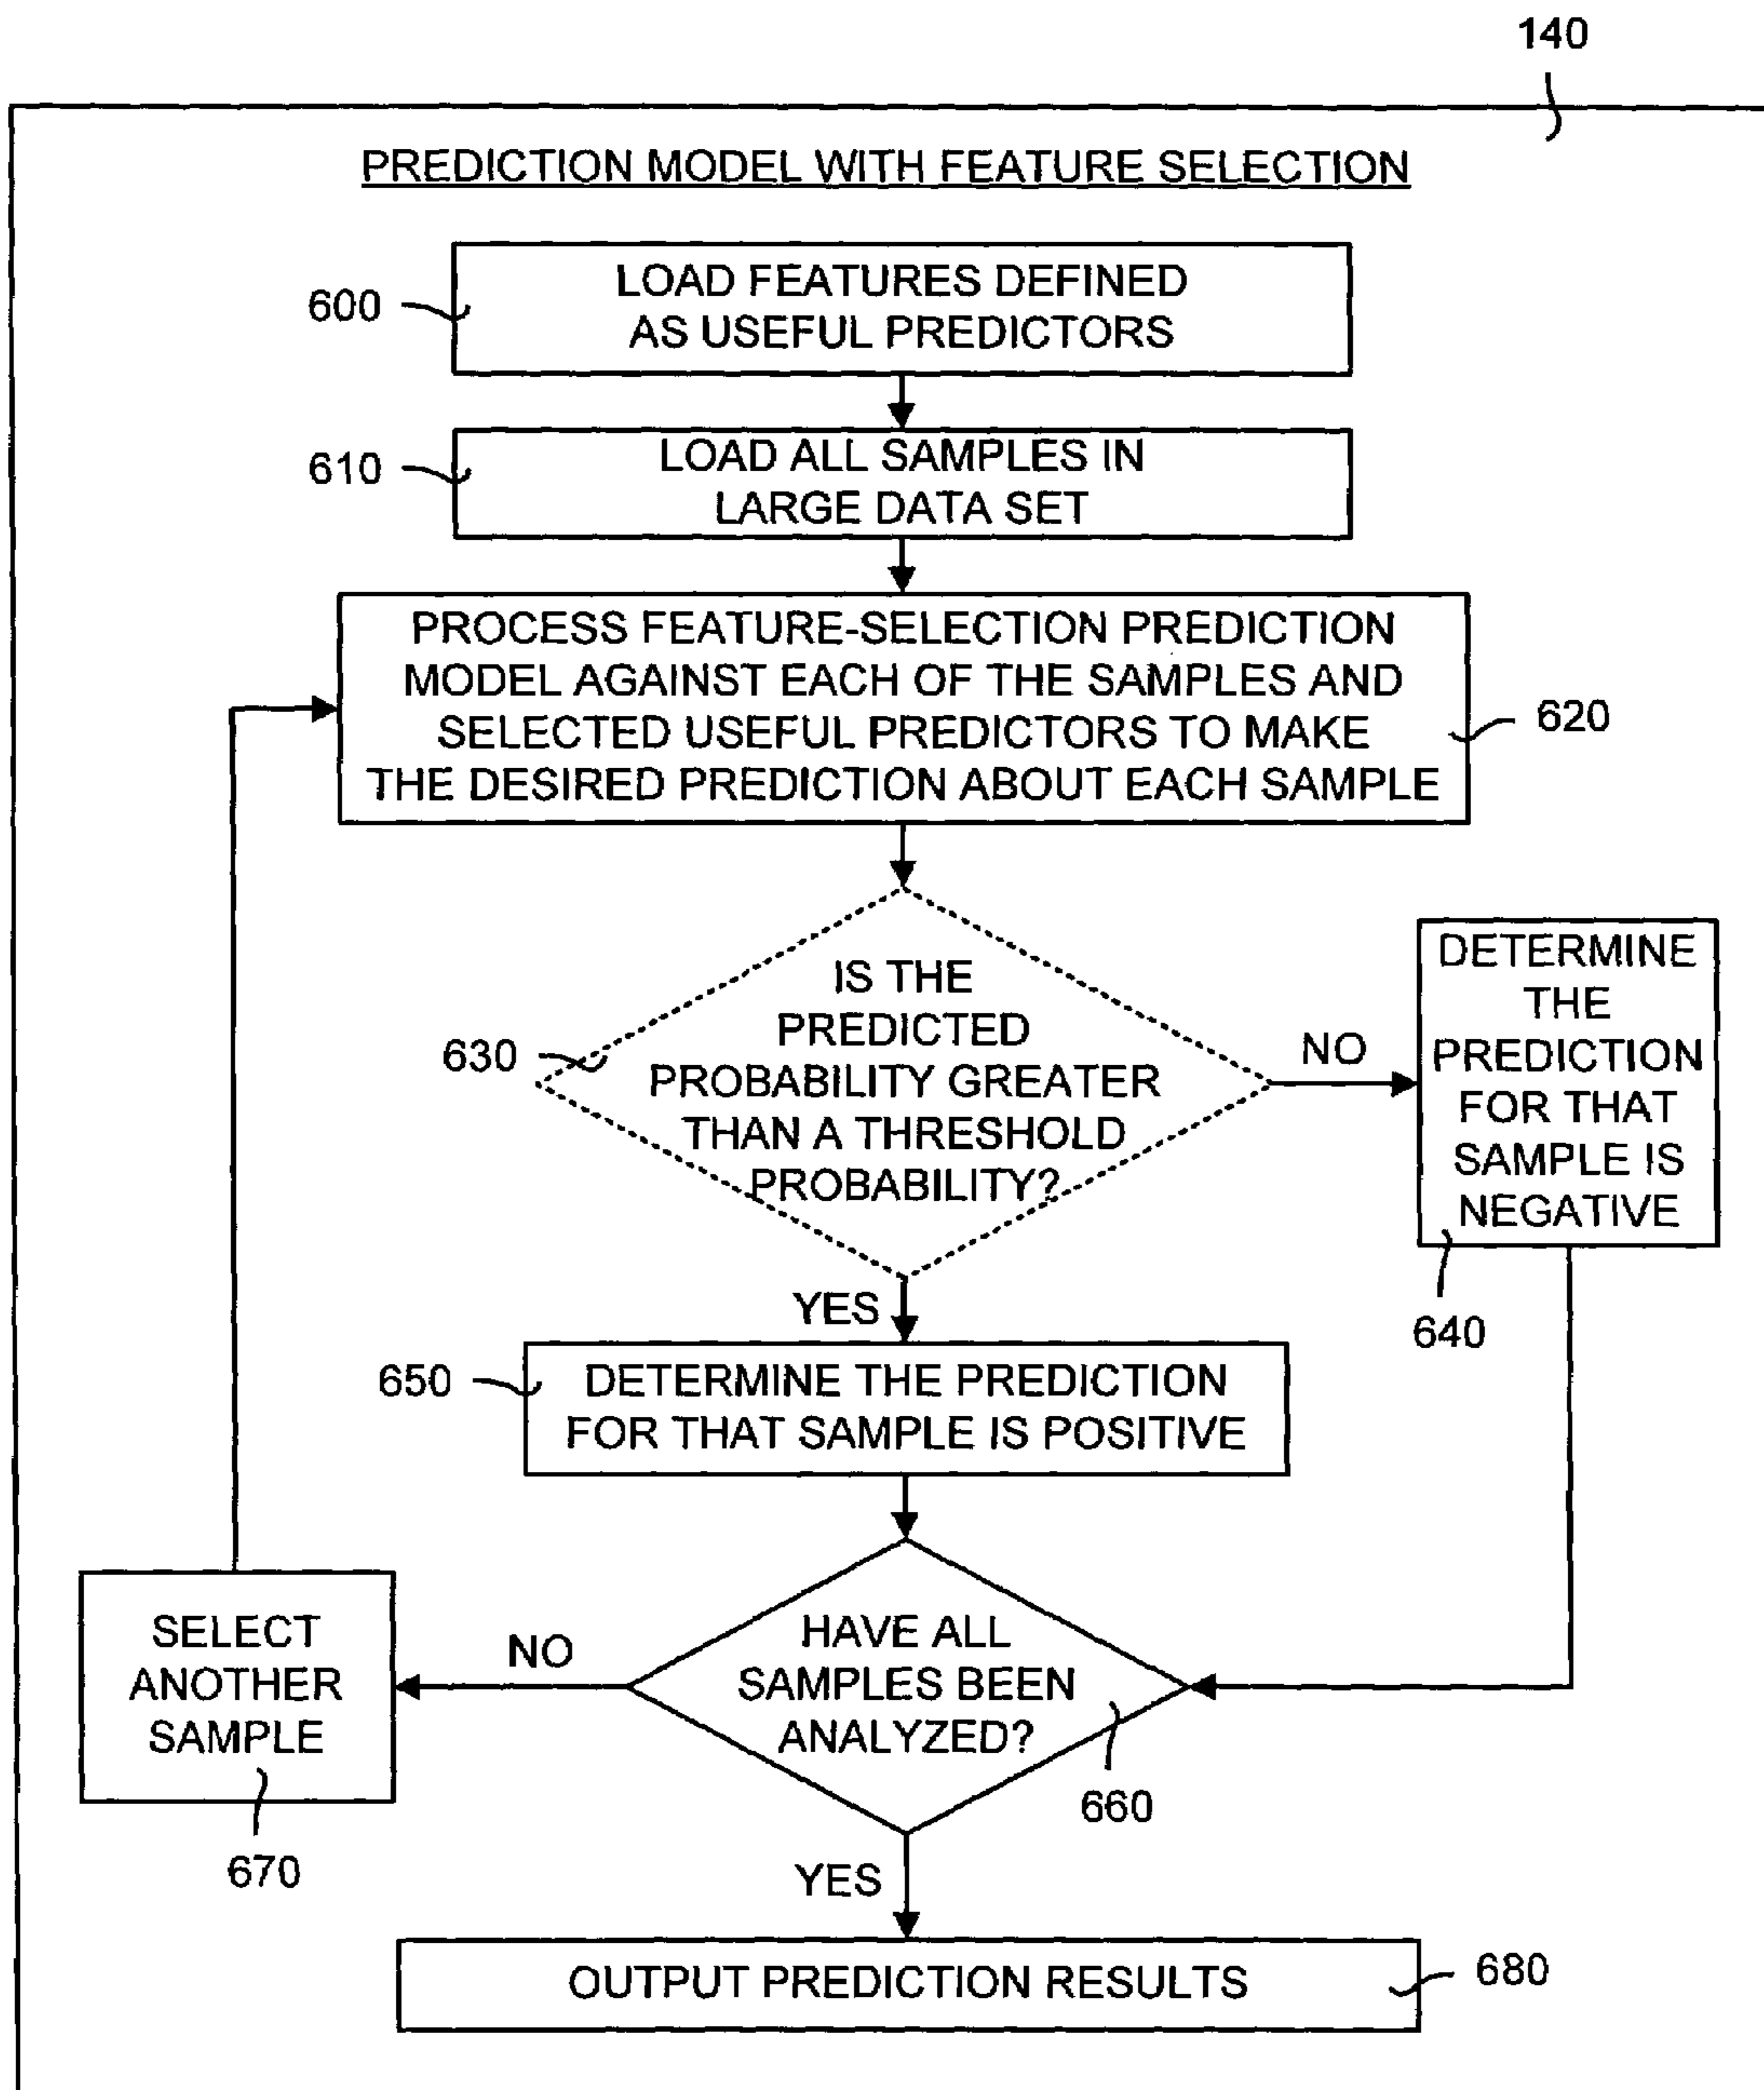 140
PREDICTION MODEL WITH FEATURE SELECTION
600
LOAD FEATURES DEFINED
AS USEFUL PREDICTORS
610
LOAD ALL SAMPLES IN
LARGE DATA SET
PROCESS FEATURE-SELECTION PREDICTION
MODEL AGAINST EACH OF THE SAMPLES AND
SELECTED USEFUL PREDICTORS TO MAKE
THE DESIRED PREDICTION ABOUT EACH SAMPLE
620
630
IS THE
PREDICTED
PROBABILITY GREATER
THAN A THRESHOLD
PROBABILITY?
NO
DETERMINE
THE
PREDICTION
FOR THAT
SAMPLE IS
NEGATIVE
640
YES
650
DETERMINE THE PREDICTION
FOR THAT SAMPLE IS POSITIVE
HAVE ALL
SAMPLES BEEN
ANALYZED?
660
NO
SELECT
ANOTHER
SAMPLE
670
YES
OUTPUT PREDICTION RESULTS
680